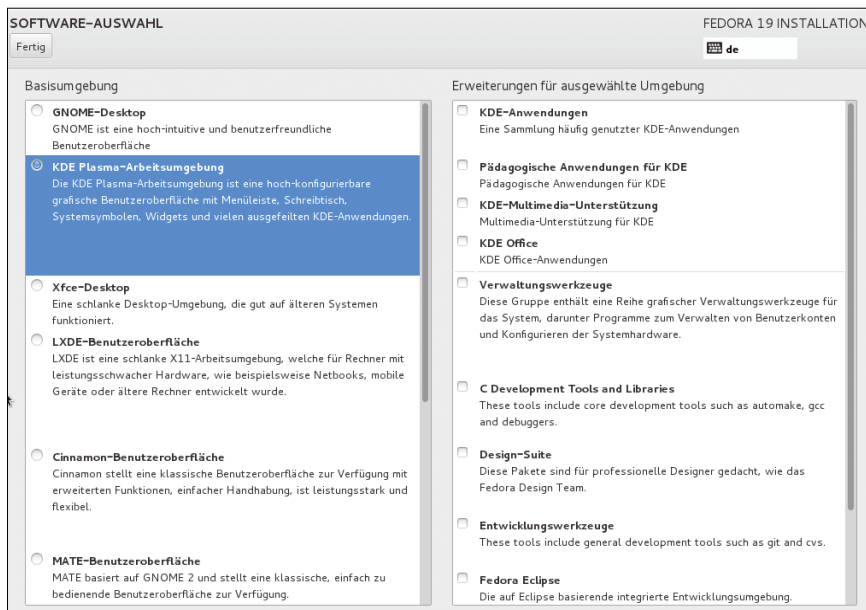 SOFTWARE-AUSWAHL
FEDORA 19 INSTALLATION
Fertig
de
Basisumgebung
GNOME-Desktop
GNOME ist eine hoch-intuitive und benutzerfreundliche
Benutzeroberfläche
KDE Plasma-Arbeitsumgebung
Die KDE Plasma-Arbeitsumgebung ist eine hoch-konfigurierbare
grafische Benutzeroberfläche mit Menüleiste, Schreibtisch,
Systemsymbolen, Widgets und vielen ausgefeilten KDE-Anwendungen.
Xfce-Desktop
Eine schlanke Desktop-Umgebung, die gut auf älteren Systemen
funktioniert.
LXDE-Benutzeroberfläche
LXDE ist eine schlanke X11-Arbeitsumgebung, welche für Rechner mit
leistungsschwacher Hardware, wie beispielsweise Netbooks, mobile
Geräte oder ältere Rechner entwickelt wurde.
Cinnamon-Benutzeroberfläche
Cinnamon stellt eine klassische Benutzeroberfläche zur Verfügung mit
erweiterten Funktionen, einfacher Handhabung, ist leistungsstark und
flexibel.
MATE-Benutzeroberfläche
MATE basiert auf GNOME 2 und stellt eine klassische, einfach zu
bedienende Benutzeroberfläche zur Verfügung.
Erweiterungen für ausgewählte Umgebung
KDE-Anwendungen
Eine Sammlung häufig genutzter KDE-Anwendungen
Pädagogische Anwendungen für KDE
Pädagogische Anwendungen für KDE
KDE-Multimedia-Unterstützung
Multimedia-Unterstützung für KDE
KDE Office
KDE Office-Anwendungen
Verwaltungswerkzeuge
Diese Gruppe enthält eine Reihe grafischer Verwaltungswerkzeuge für
das System, darunter Programme zum Verwalten von Benutzerkonten
und Konfigurieren der Systemhardware.
C Development Tools and Libraries
These tools include core development tools such as automake, gcc
and debuggers.
Design-Suite
Diese Pakete sind für professionelle Designer gedacht, wie das
Fedora Design Team.
Entwicklungswerkzeuge
These tools include general development tools such as git and cvs.
Fedora Eclipse
Die auf Eclipse basierende integrierte Entwicklungsumgebung.